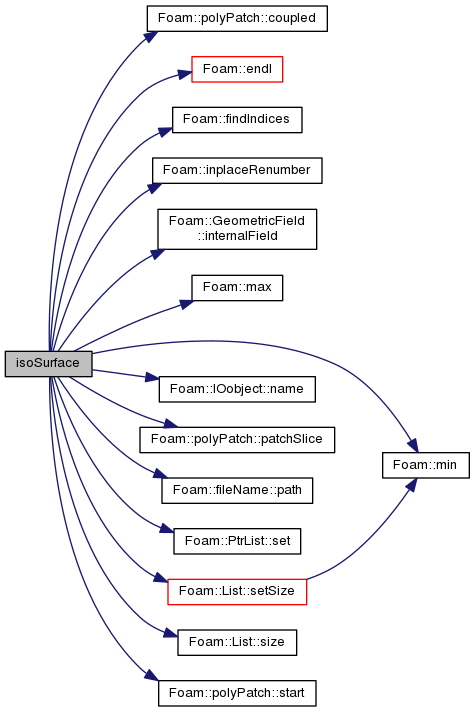 Foam::polyPatch::coupled
Foam::endl
Foam::findIndices
Foam::inplaceRenumber
Foam::GeometricField
::internalField
Foam::max
isoSurface
Foam::IOobject::name
Foam::polyPatch::patchSlice
Foam::min
Foam::fileName::path
Foam::PtrList::set
Foam::List::setSize
Foam::List::size
Foam::polyPatch::start